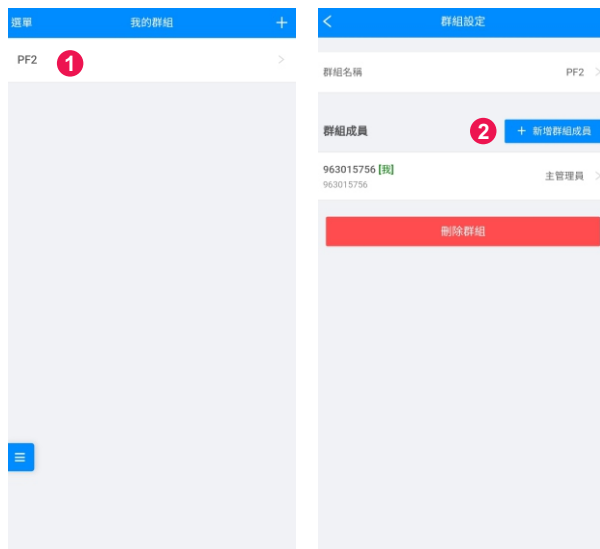 選單 我的群組 +
PF2 1
群組設定
群組名稱 PF2
群組成員 2 + 新增群組成員
963015756 [我] 主管理員
963015756
刪除群組